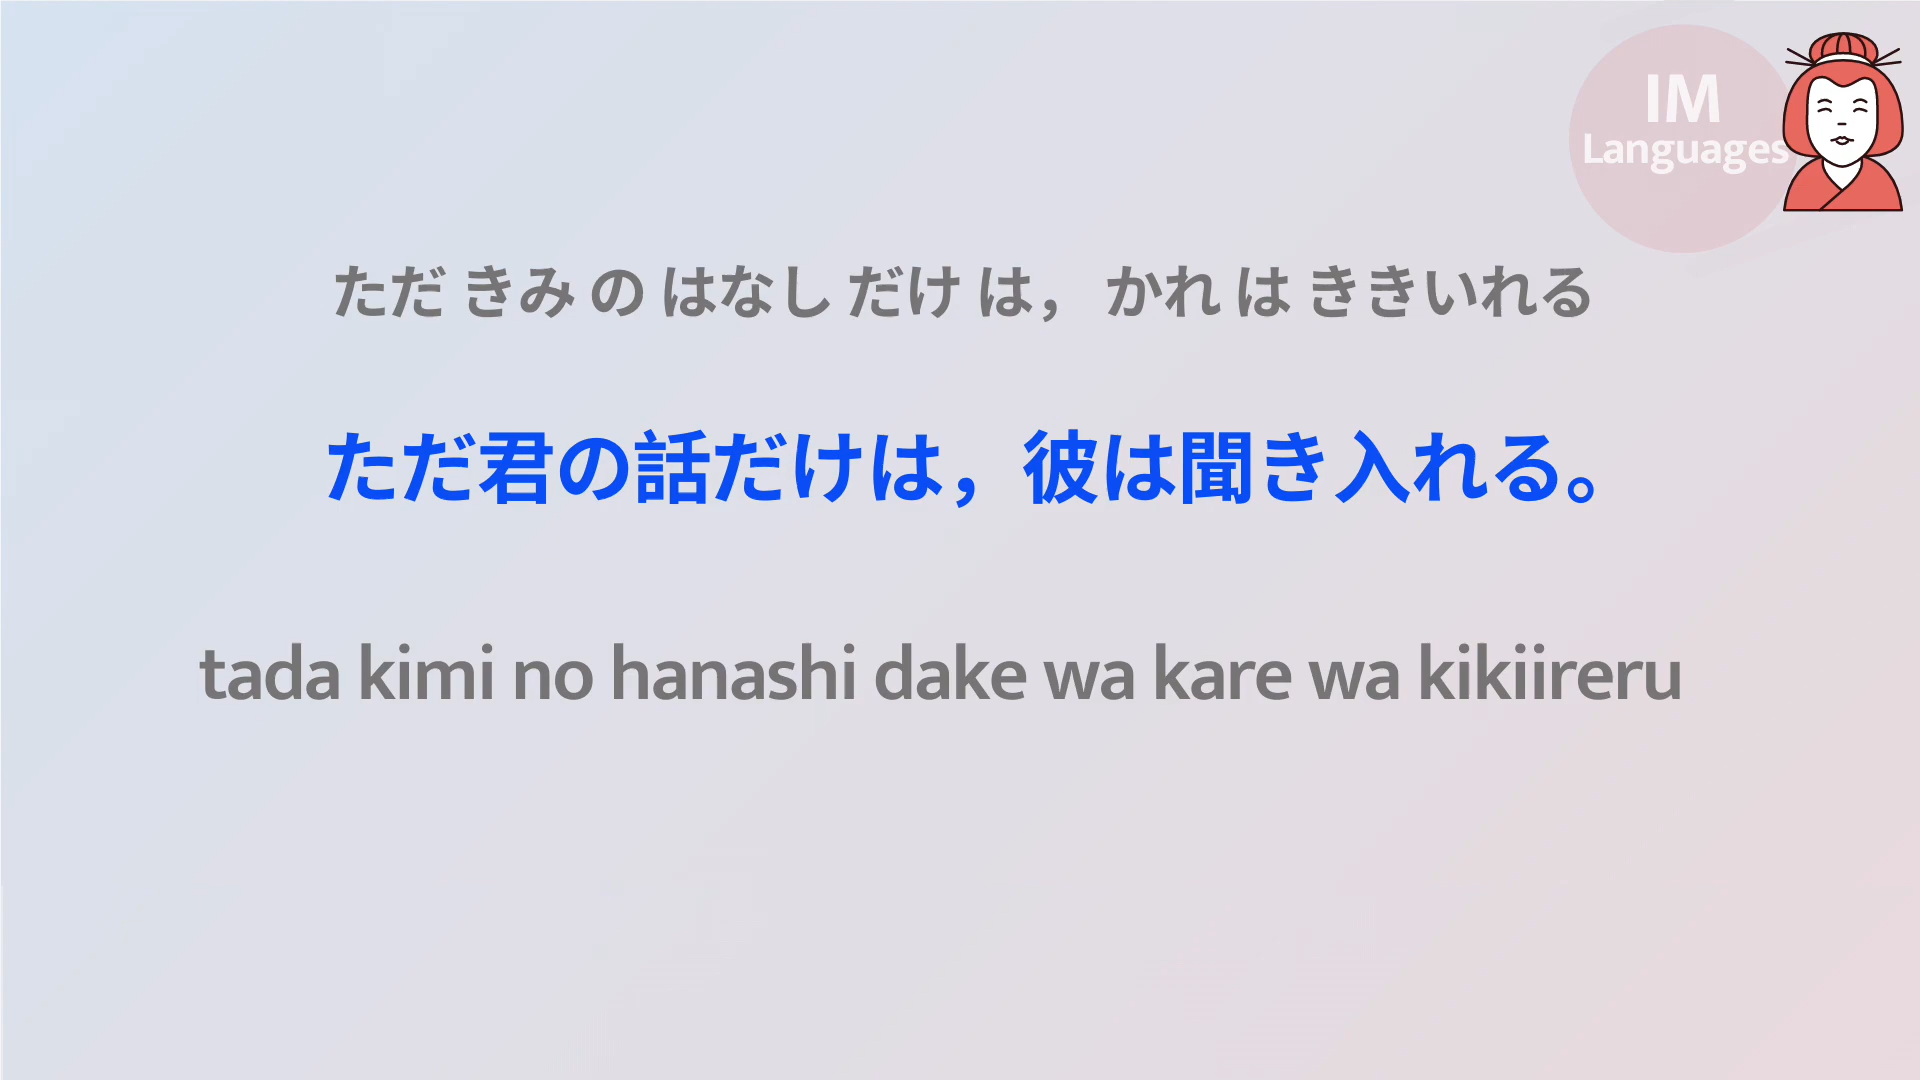 IM
Languages
ただ きみ の はなし だけ は， かれ は ききいれる
ただ君の話だけは，彼は聞き入れる。
tada kimi no hanashi dake wa kare wa kikiireru